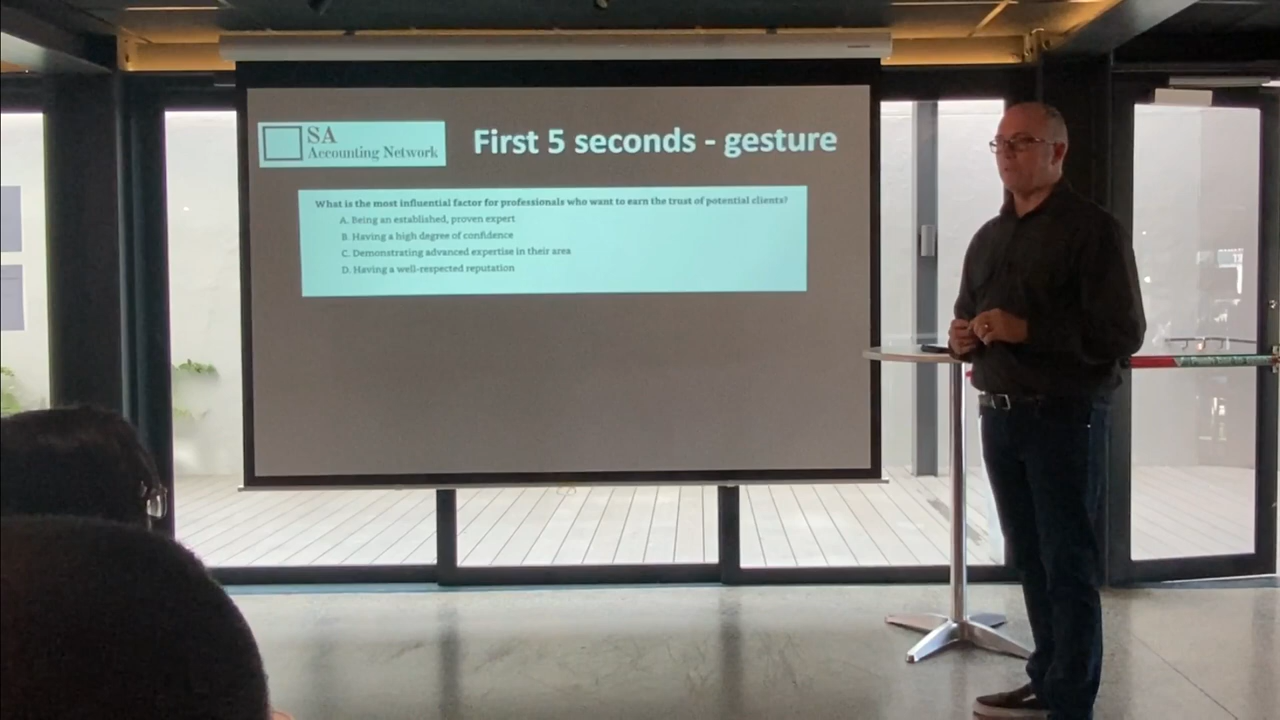 SA
Accounting Network
First 5 seconds - gesture
What is the most influential factor for professionals who want to earn the trust of potential clients?
A. Being an established, proven expert
B. Having a high degree of confidence
C. Demonstrating advanced expertise in their area
D. Having a well-respected reputation